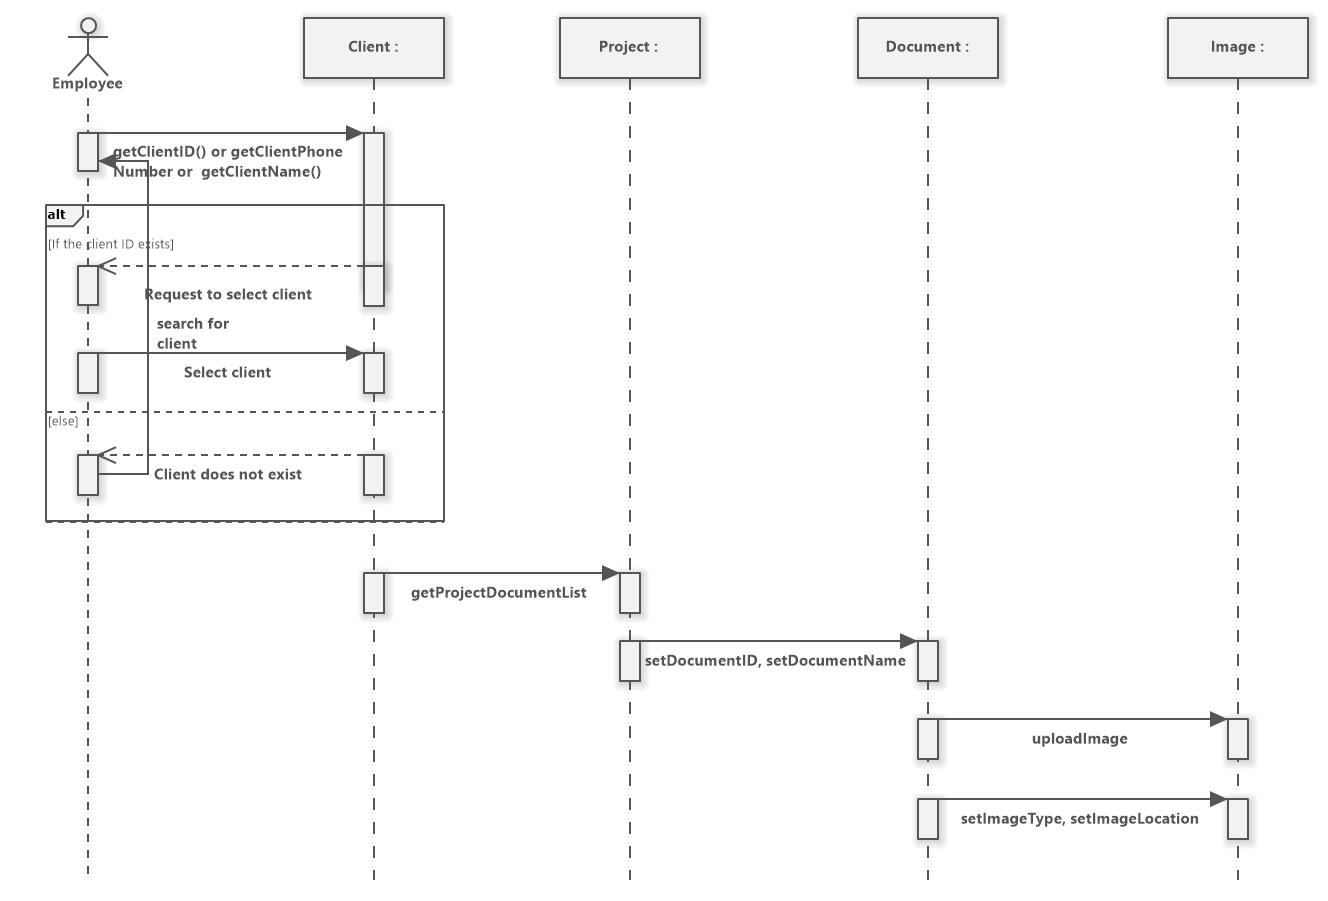 Employee
Client :
Project :
Document :
Image :
getClientID() or getClientPhone
Number or  getClientName()
alt
[If the client ID exists]
Request to select client
search for
client
Select client
[else]
Client does not exist
getProjectDocumentList
setDocumentID, setDocumentName
uploadImage
setImageType, setImageLocation